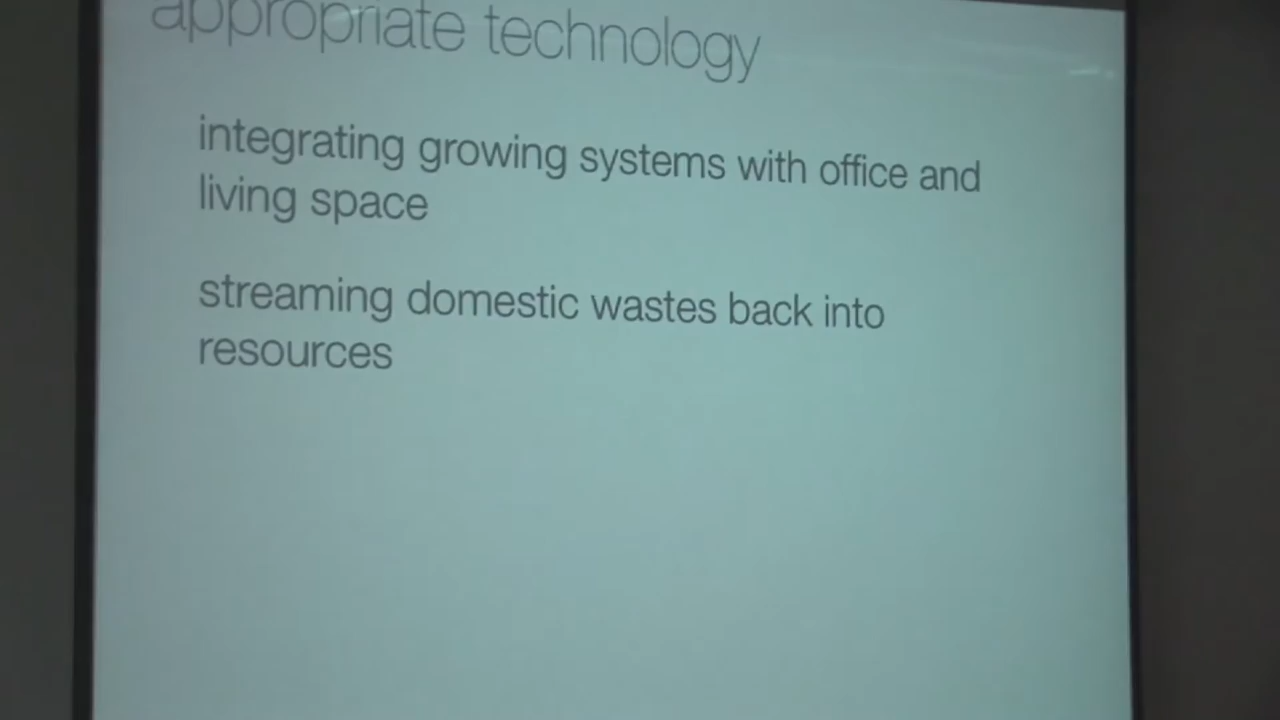 appropriate technology
integrating growing systems with office and
living space
streaming domestic wastes back into
resources